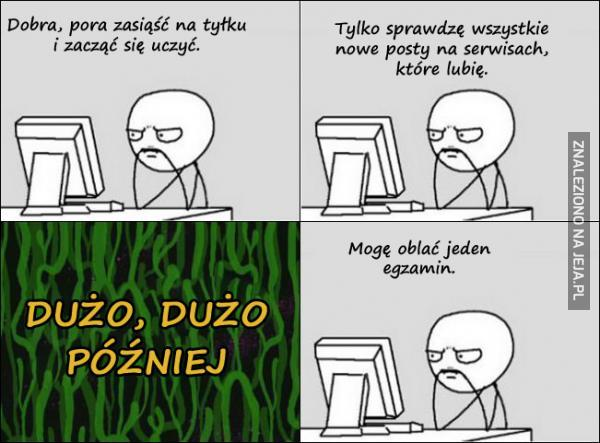 Dobra, pora zasiąść na tyłku
i zacząć się uczyć.
Tylko sprawdzę wszystkie
nowe posty na serwisach,
które lubię.
DUŻO, DUŻO
PÓŹNIEJ
Mogę oblać jeden
egzamin.
ZNALEZIONO NA JEJA.PL